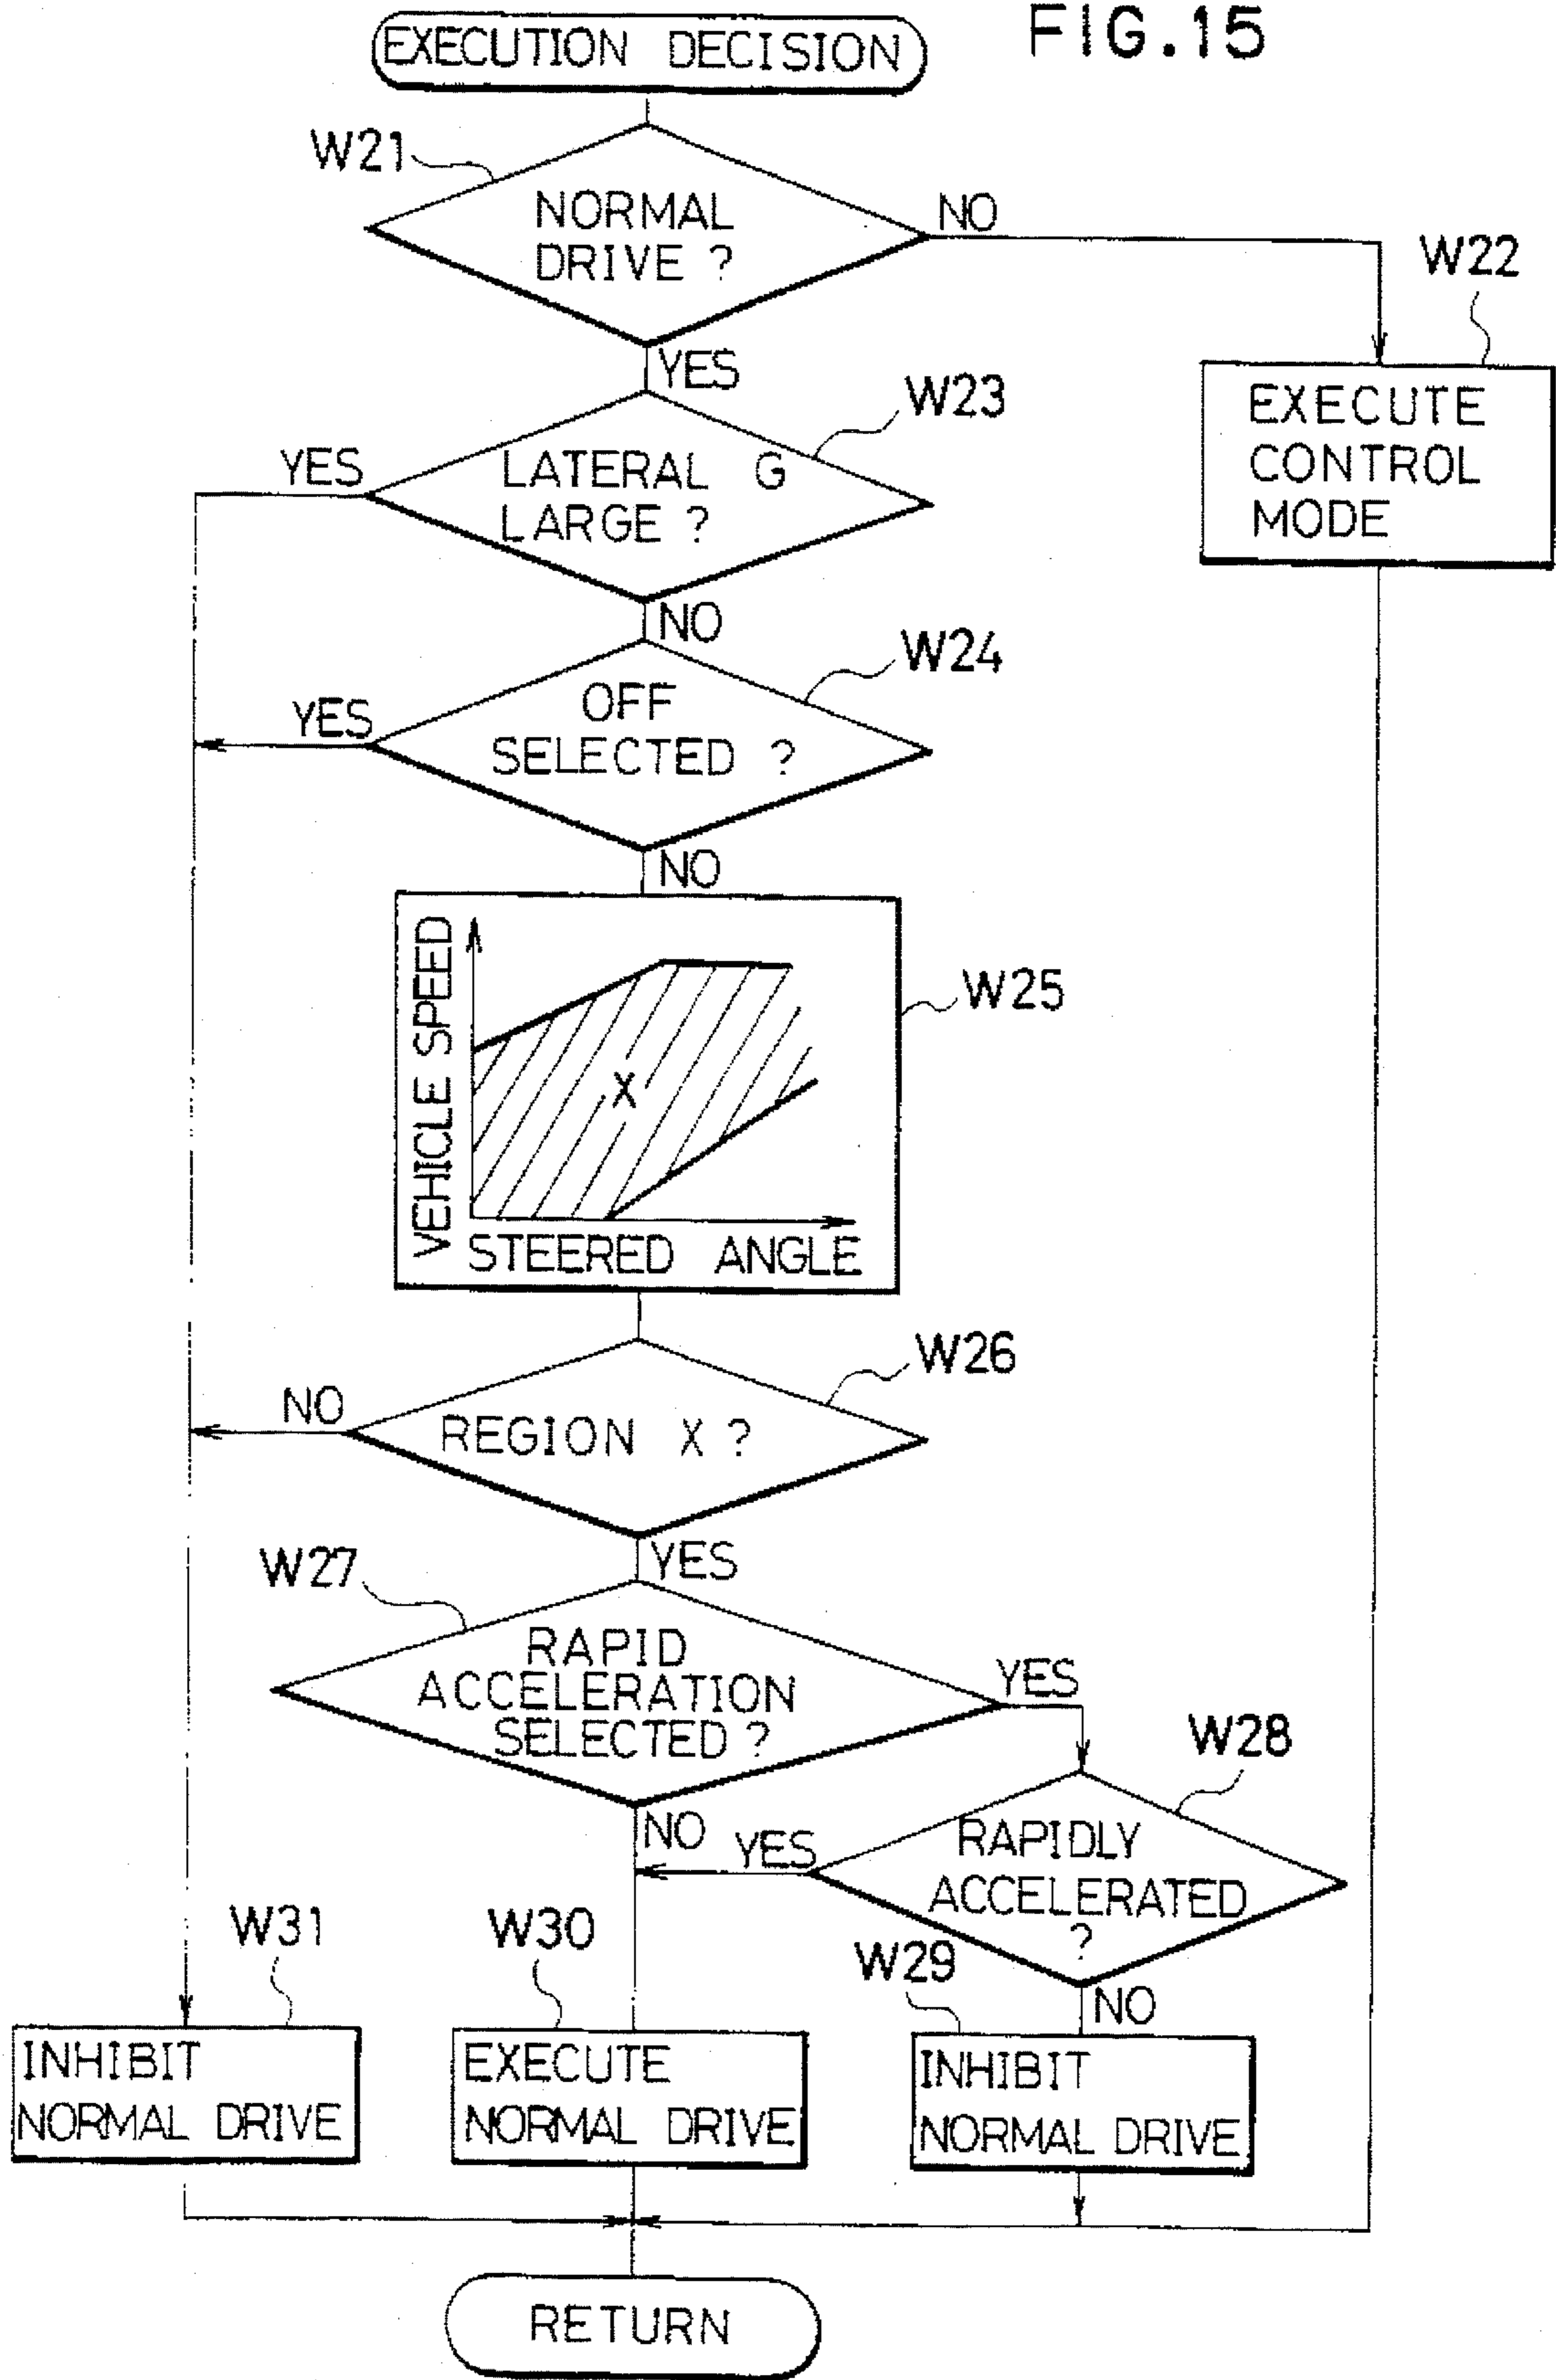 FIG.15
EXECUTION DECISION
W21
NORMAL
DRIVE ?
NO
W22
YES
EXECUTE
CONTROL
MODE
W23
YES
LATERAL G
LARGE ?
NO
W24
YES
OFF
SELECTED ?
NO
VEHICLE SPEED
W25
X
STEERED ANGLE
W26
NO
REGION X ?
YES
W27
RAPID
ACCELERATION
SELECTED ?
YES
W28
NO
YES
RAPIDLY
ACCELERATED
?
W31
W30
W29
NO
INHIBIT
NORMAL DRIVE
EXECUTE
NORMAL DRIVE
INHIBIT
NORMAL DRIVE
RETURN